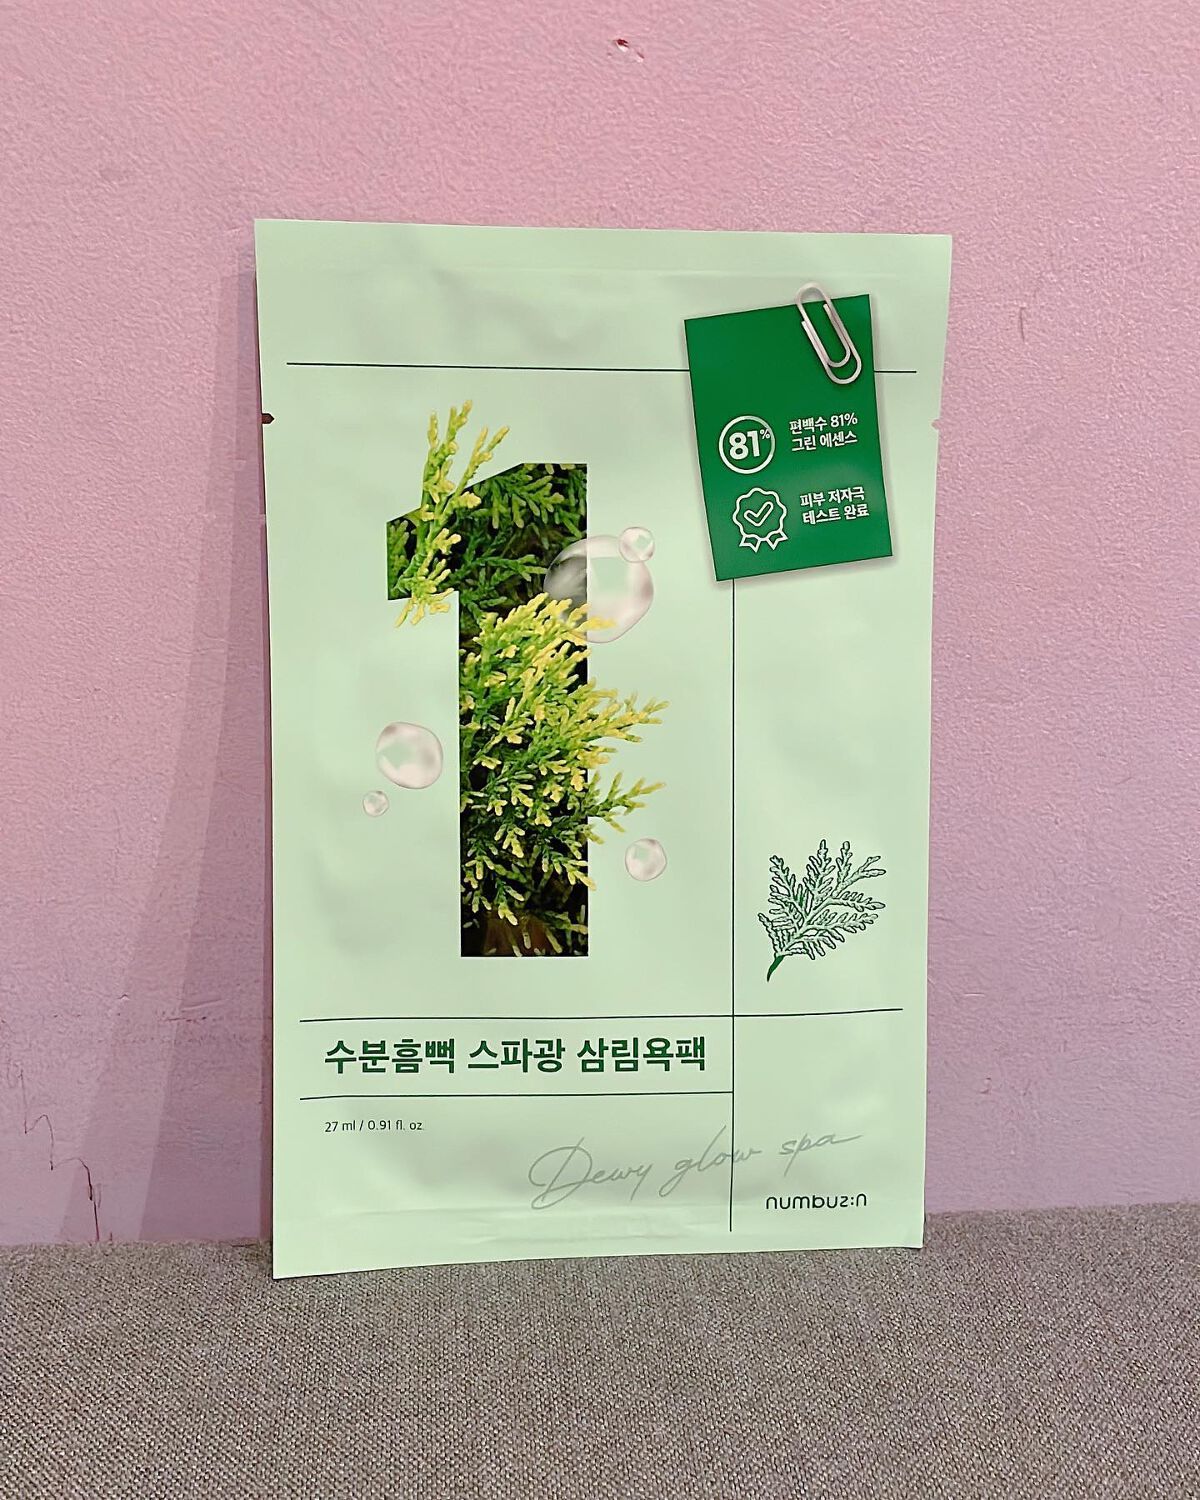 81%
편백수 81%
그린 에센스
피부 저자극
테스트 완료
1
수분흠뻑 스파광 삼림욕팩
27 ml / 0.91 fl. oz.
Dewy glow spa
numbuz:n